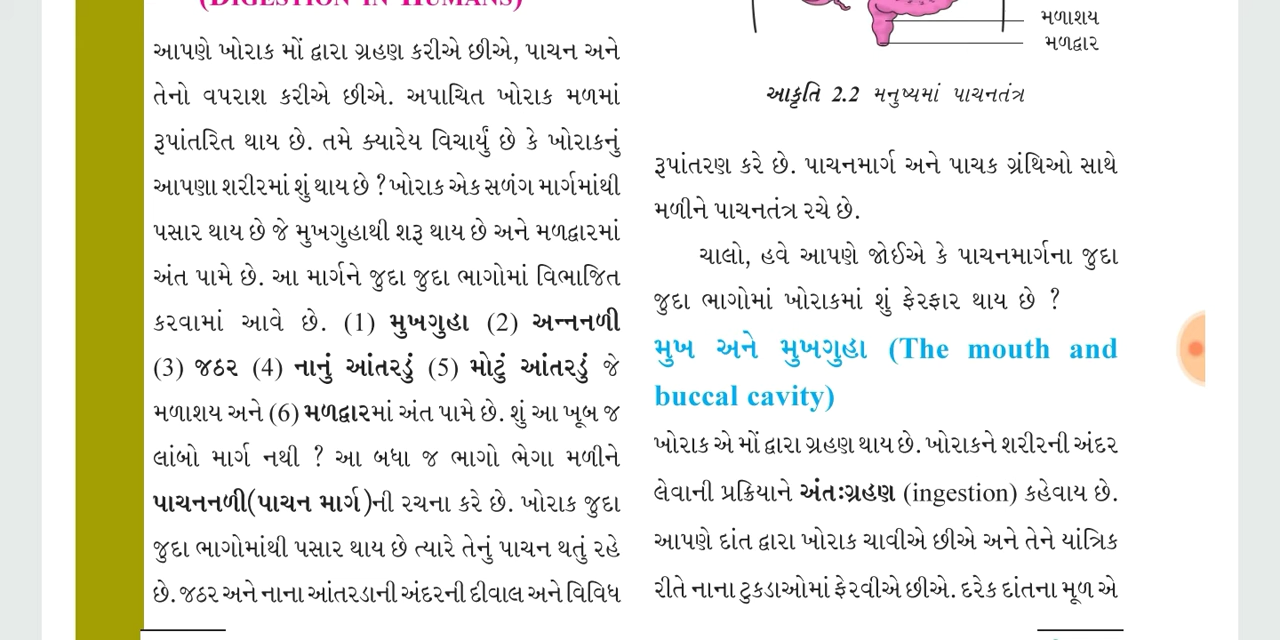 (DIGESTION IN HUMANS)
આપણે ખોરાક મોં દ્વારા ગ્રહણ કરીએ છીએ, પાચન અને
તેનો વપરાશ કરીએ છીએ. અપાચિત ખોરાક મળમાં
રૂપાંતરિત થાય છે. તમે ક્યારેય વિચાર્યું છે કે ખોરાકનું
આપણા શરીરમાં શું થાય છે ? ખોરાક એક સળંગ માર્ગમાંથી
પસાર થાય છે જે મુખગુહાથી શરૂ થાય છે અને મળદ્વારમાં
અંત પામે છે. આ માર્ગને જુદા જુદા ભાગોમાં વિભાજિત
કરવામાં આવે છે. (1) મુખગુહા (2) અન્નનળી
(3) જઠર (4) નાનું આંતરડું (5) મોટું આંતરડું જે
મળાશય અને (6) મળદ્વારમાં અંત પામે છે. શું આ ખૂબ જ
લાંબો માર્ગ નથી ? આ બધા જ ભાગો ભેગા મળીને
પાચનનળી(પાચન માર્ગ)ની રચના કરે છે. ખોરાક જુદા
જુદા ભાગોમાંથી પસાર થાય છે ત્યારે તેનું પાચન થતું રહે
છે. જઠર અને નાના આંતરડાની અંદરની દીવાલ અને વિવિધ
મળાશય
મળદ્વાર
આકૃતિ 2.2 મનુષ્યમાં પાચનતંત્ર
રૂપાંતરણ કરે છે. પાચનમાર્ગ અને પાચક ગ્રંથિઓ સાથે
મળીને પાચનતંત્ર રચે છે.
ચાલો, હવે આપણે જોઈએ કે પાચનમાર્ગના જુદા
જુદા ભાગોમાં ખોરાકમાં શું ફેરફાર થાય છે ?
મુખ અને મુખગુહા (The mouth and
buccal cavity)
ખોરાક એ મોં દ્વારા ગ્રહણ થાય છે. ખોરાકને શરીરની અંદર
લેવાની પ્રક્રિયાને અંતઃગ્રહણ (ingestion) કહેવાય છે.
આપણે દાંત દ્વારા ખોરાક ચાવીએ છીએ અને તેને યાંત્રિક
રીતે નાના ટુકડાઓમાં ફેરવીએ છીએ. દરેક દાંતના મૂળ એ